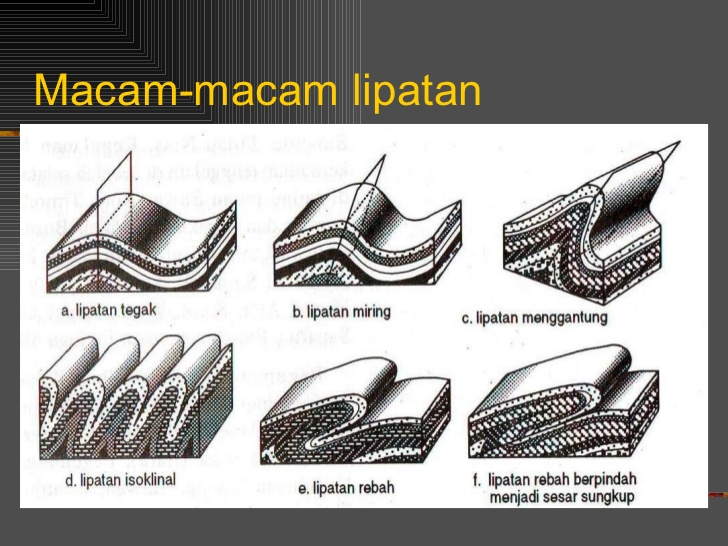 Macam-macam lipatan
a. lipatan tegak
b. lipatan miring
c. lipatan menggantung
d. lipatan isoklinal
e. lipatan rebah
f. lipatan rebah berpindah
menjadi sesar sungkup